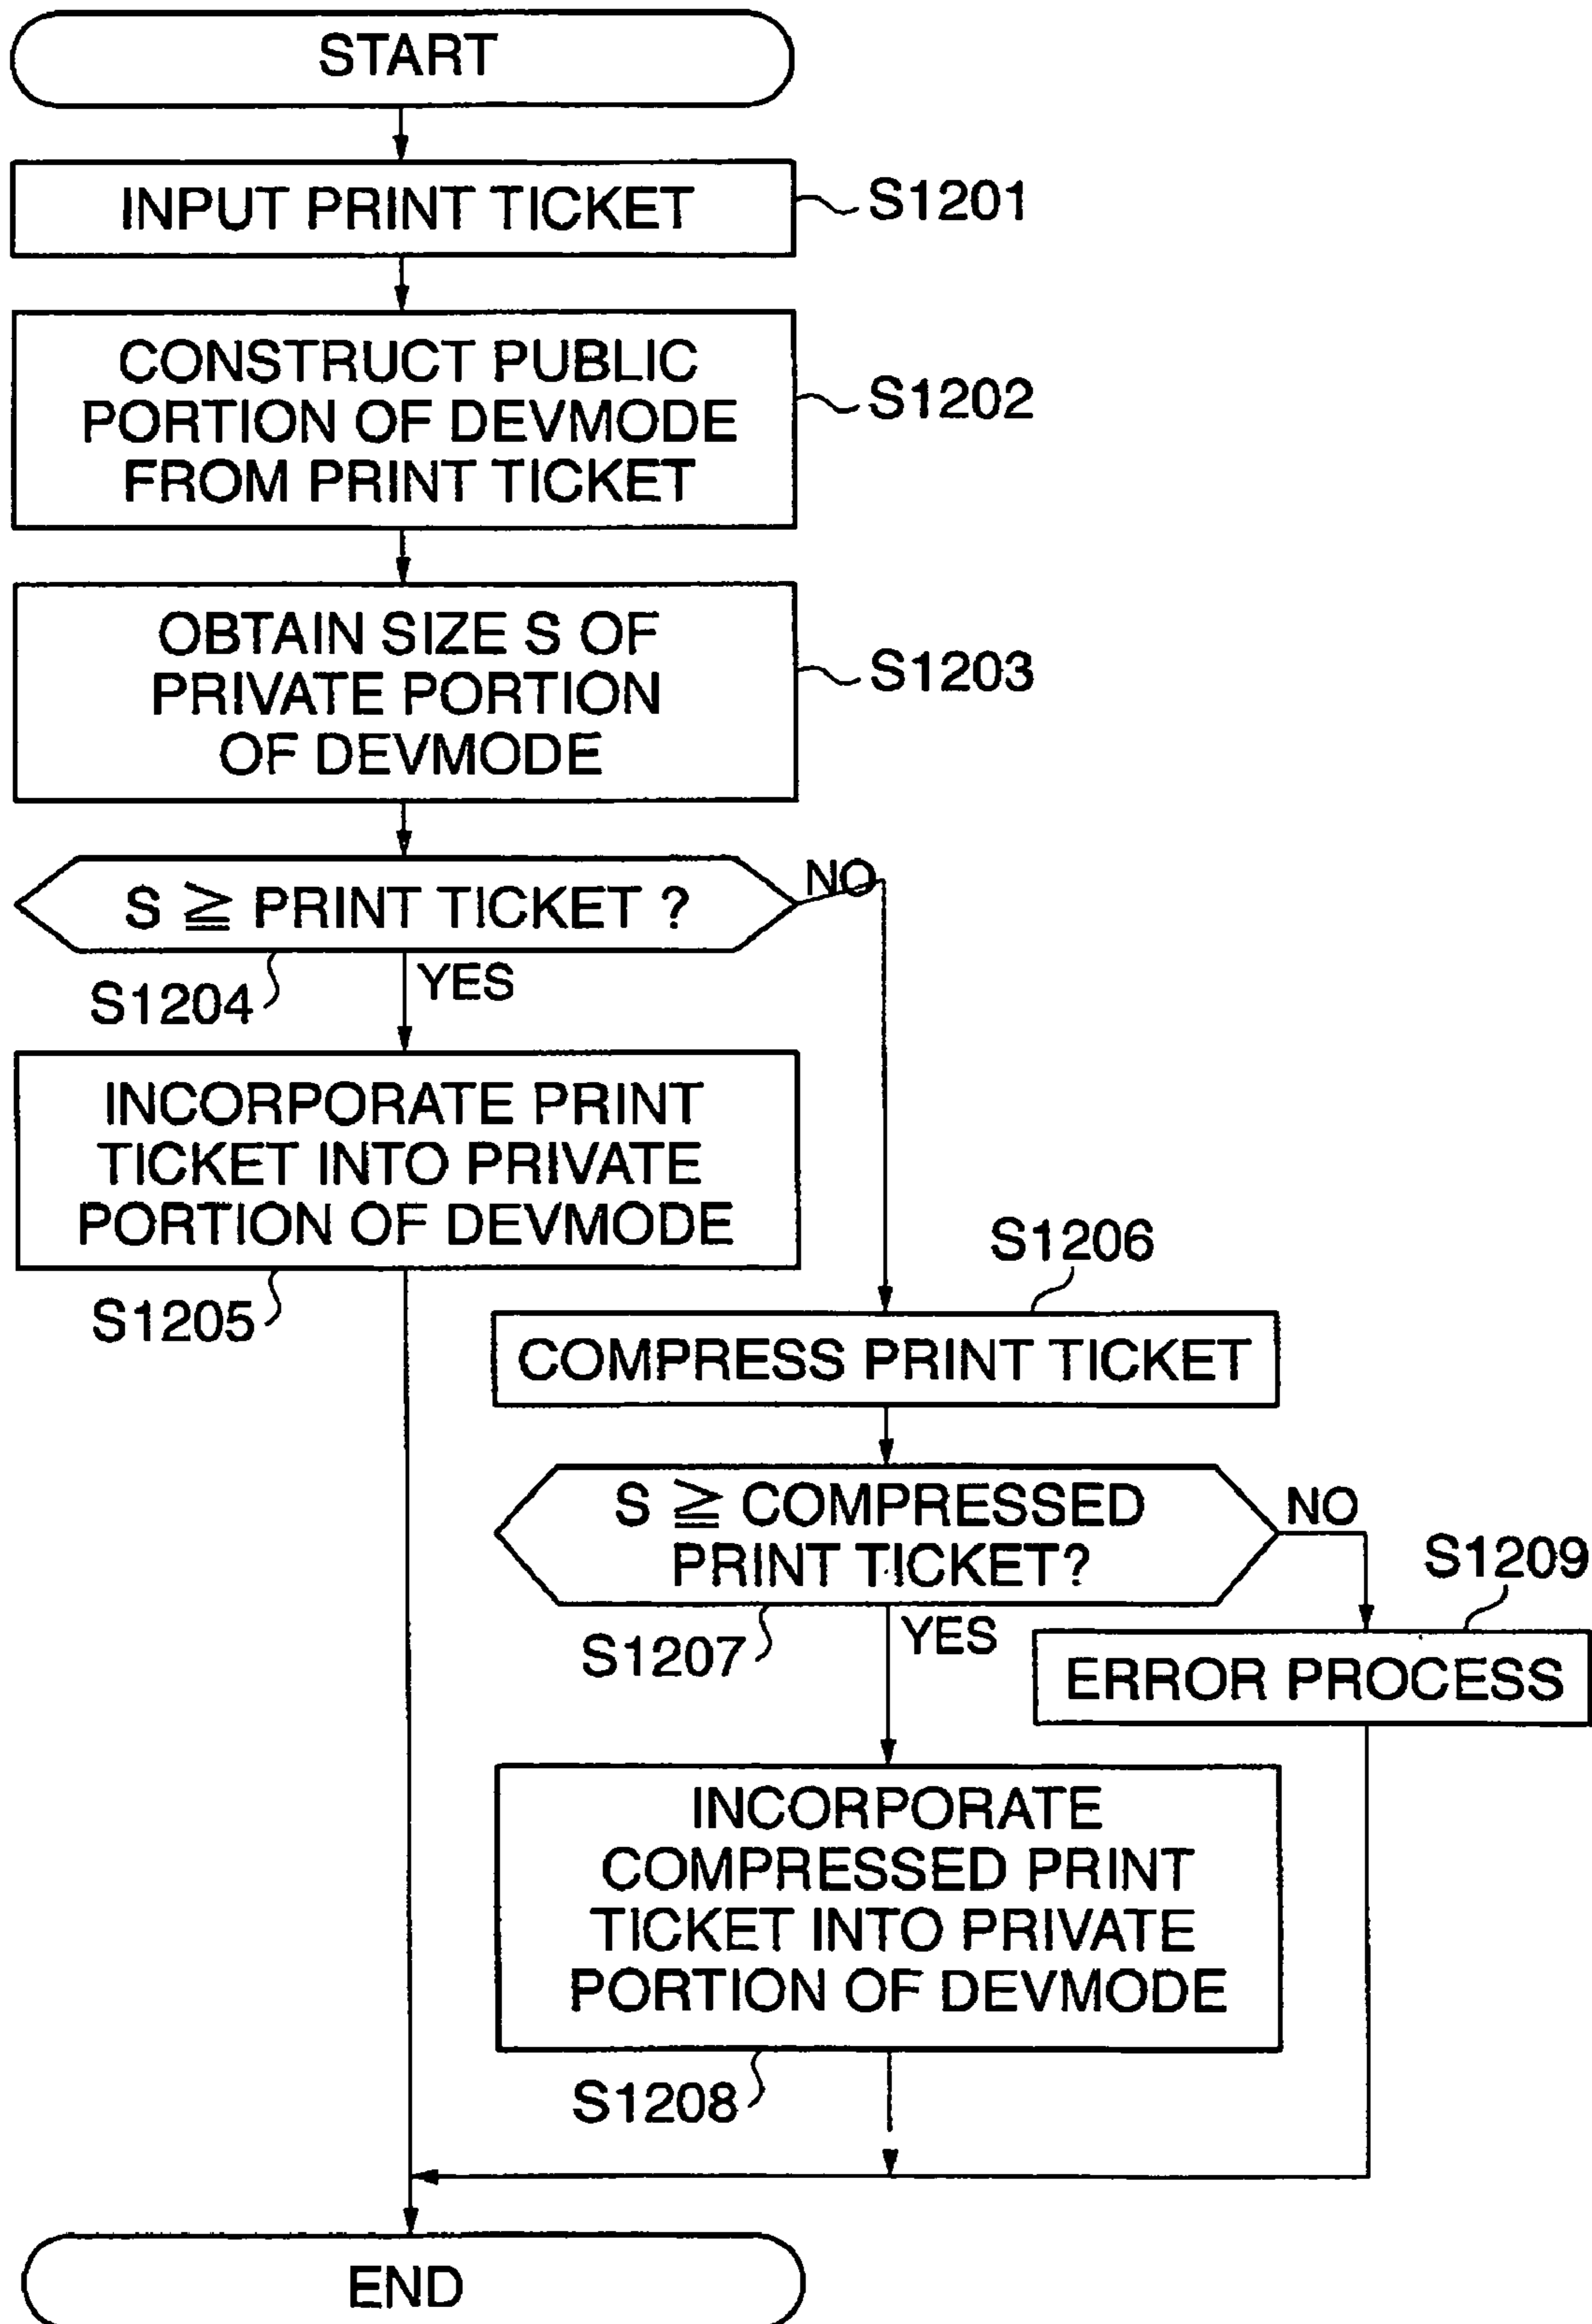 START
INPUT PRINT TICKET
S1201
CONSTRUCT PUBLIC
PORTION OF DEVMODE
FROM PRINT TICKET
S1202
OBTAIN SIZE S OF
PRIVATE PORTION
OF DEVMODE
S1203
S ≧ PRINT TICKET ?
NO
S1204
YES
INCORPORATE PRINT
TICKET INTO PRIVATE
PORTION OF DEVMODE
S1205
S1206
COMPRESS PRINT TICKET
S ≧ COMPRESSED
PRINT TICKET?
NO
S1207
YES
S1209
ERROR PROCESS
INCORPORATE
COMPRESSED PRINT
TICKET INTO PRIVATE
PORTION OF DEVMODE
S1208
END